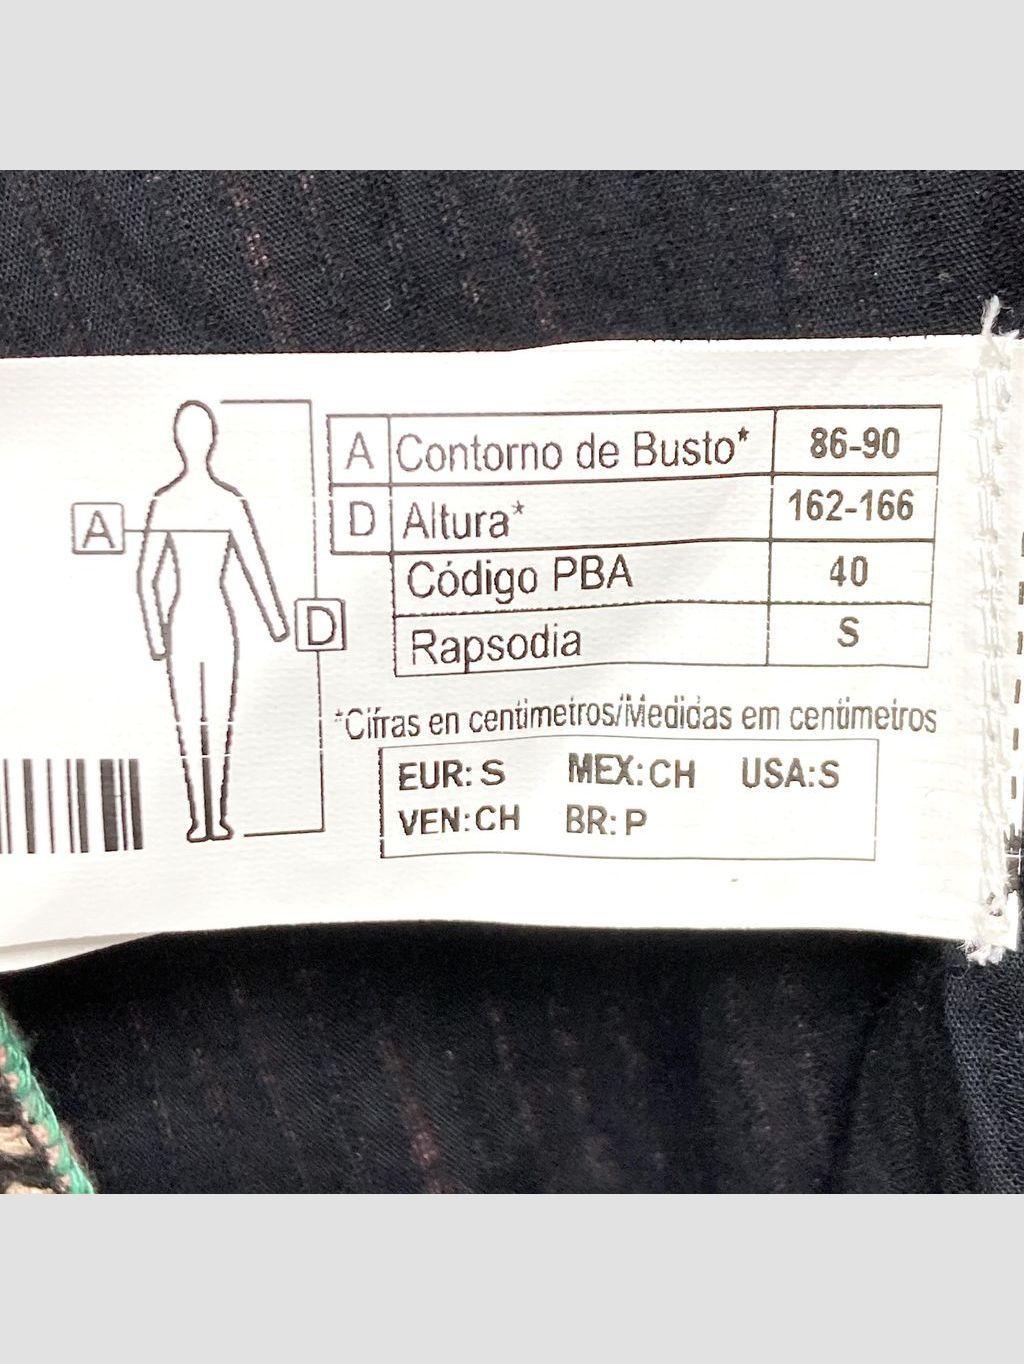 A Contorno de Busto* 86-90
D Altura* 162-166
Código PBA 40
Rapsodia S
A
D
*Cifras en centimetros/Medidas em centimetros
EUR: S MEX:CH USA:S
VEN:CH BR: P